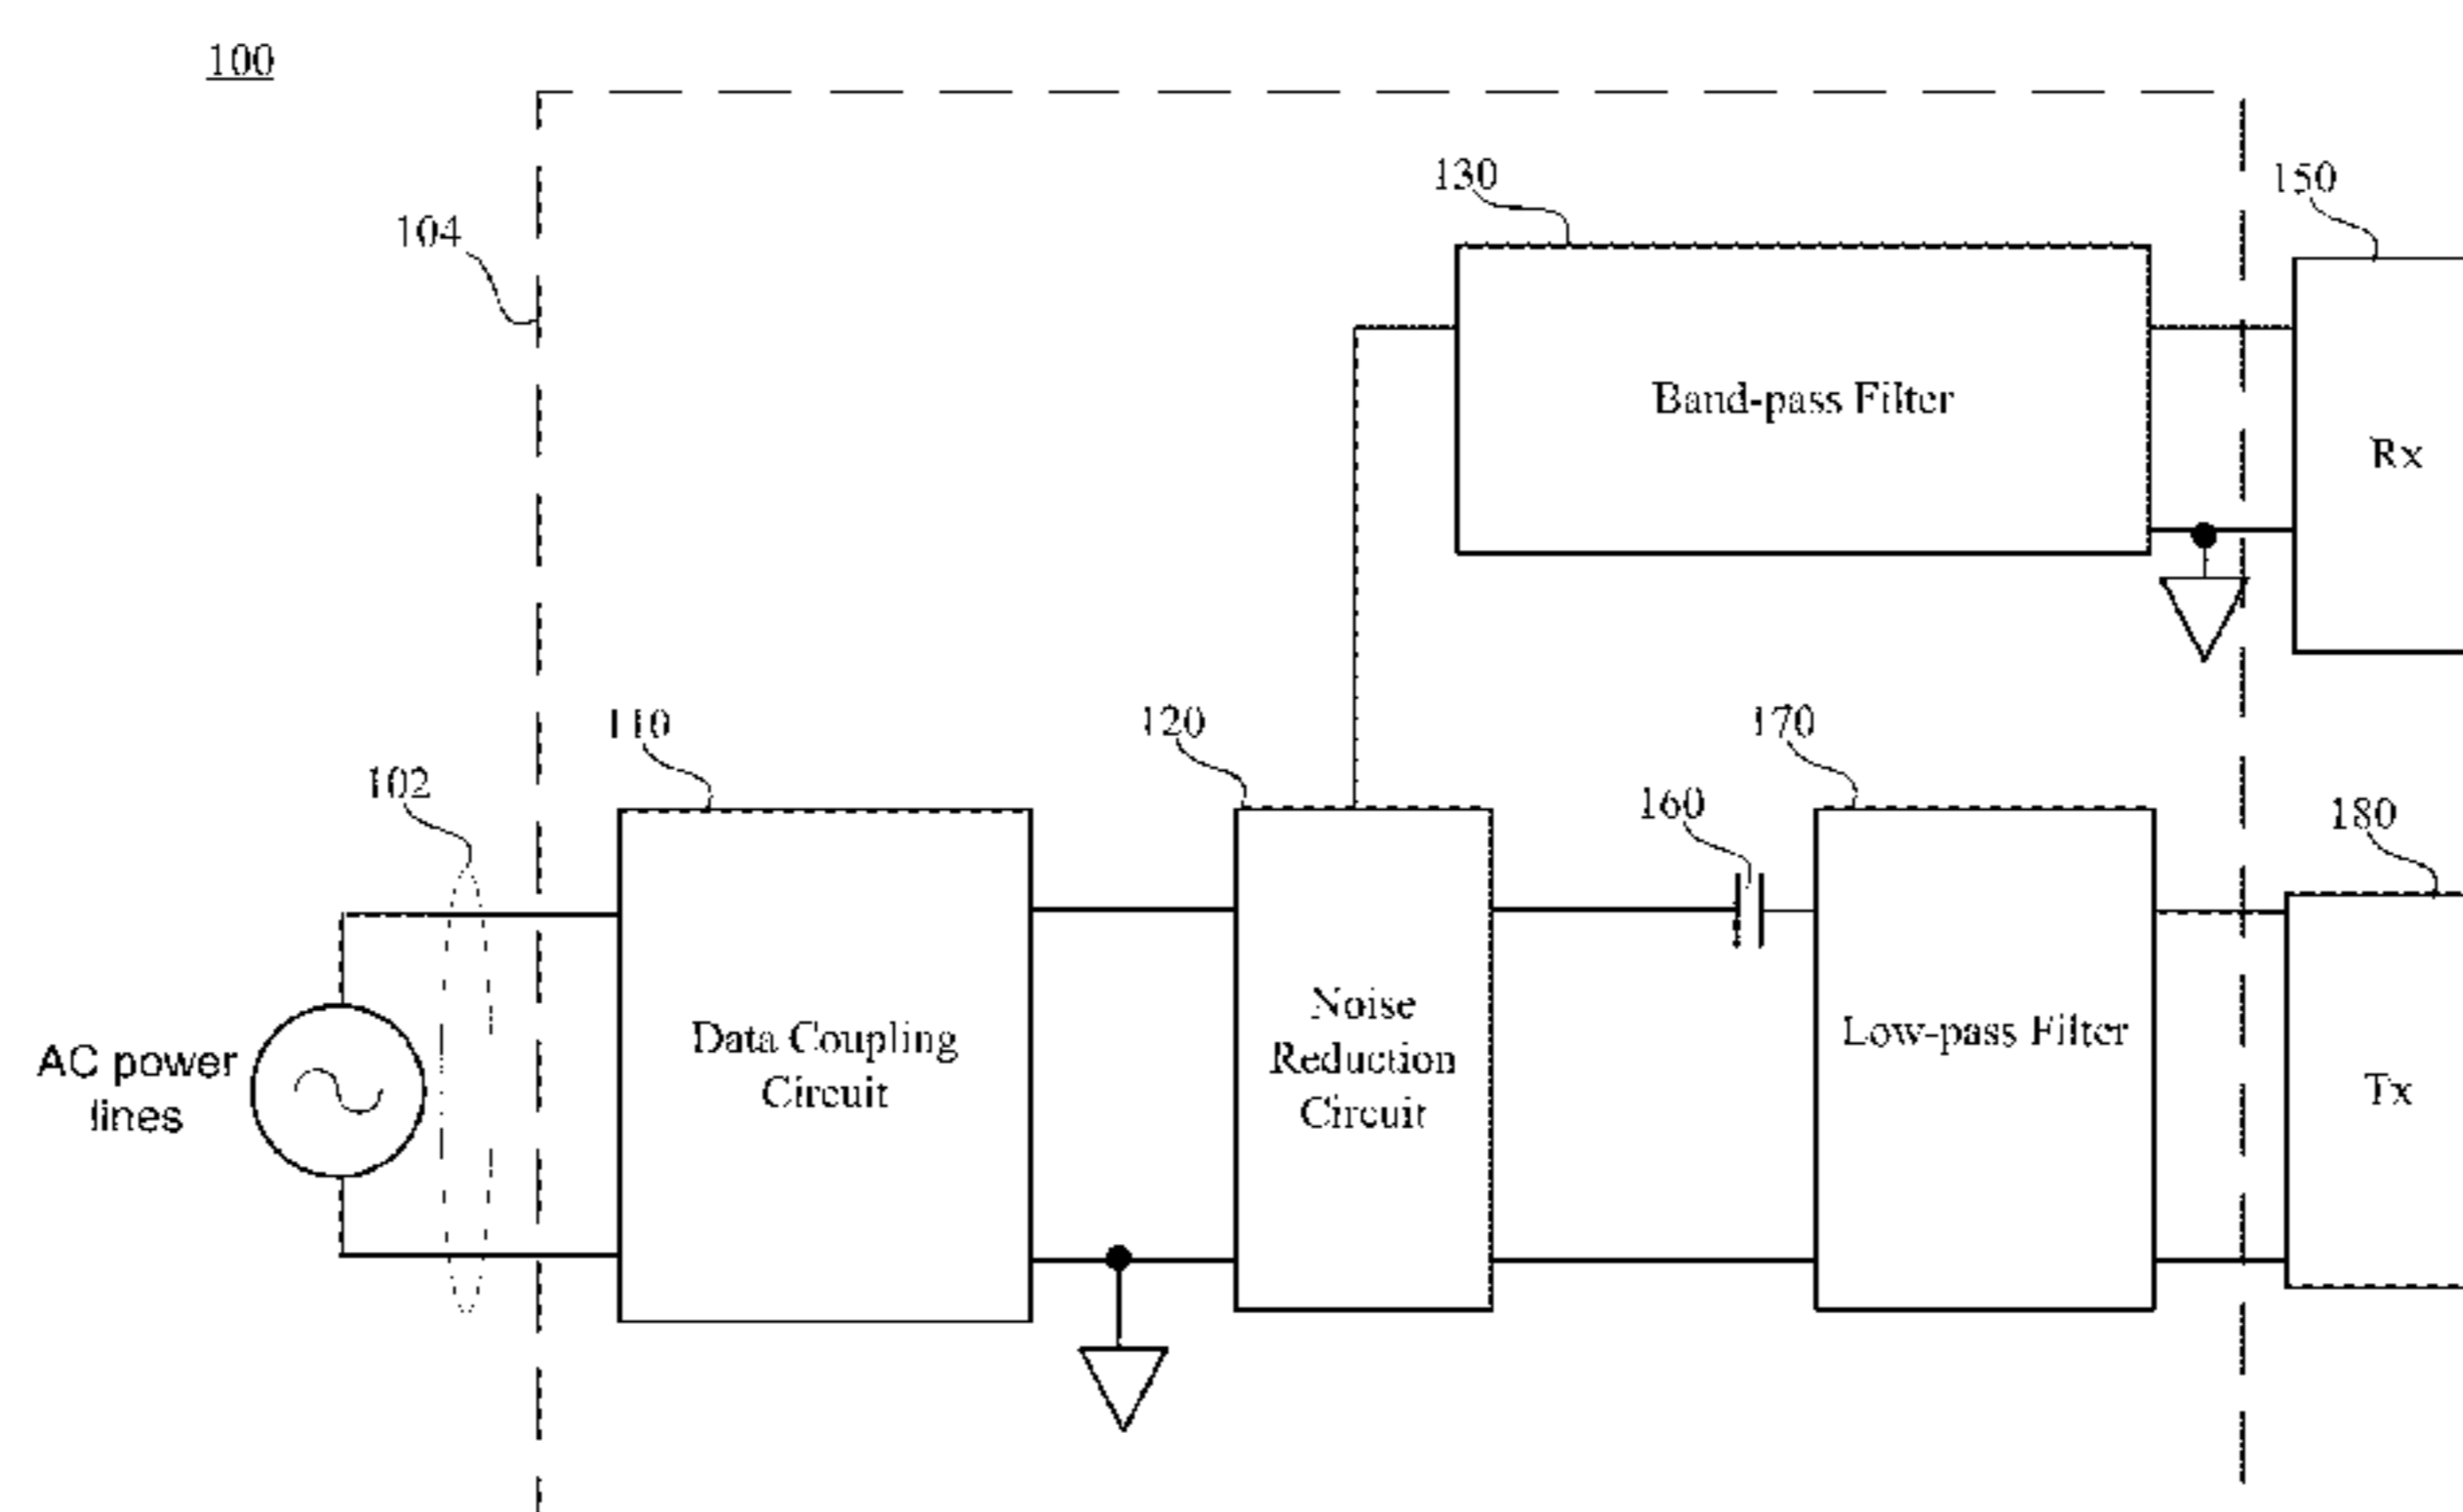 100
104
130
150
Band-pass Filter
Rx
102
110
120
160
170
180
AC power
lines
Data Coupling
Circuit
Noise
Reduction
Circuit
Low-pass Filter
Tx